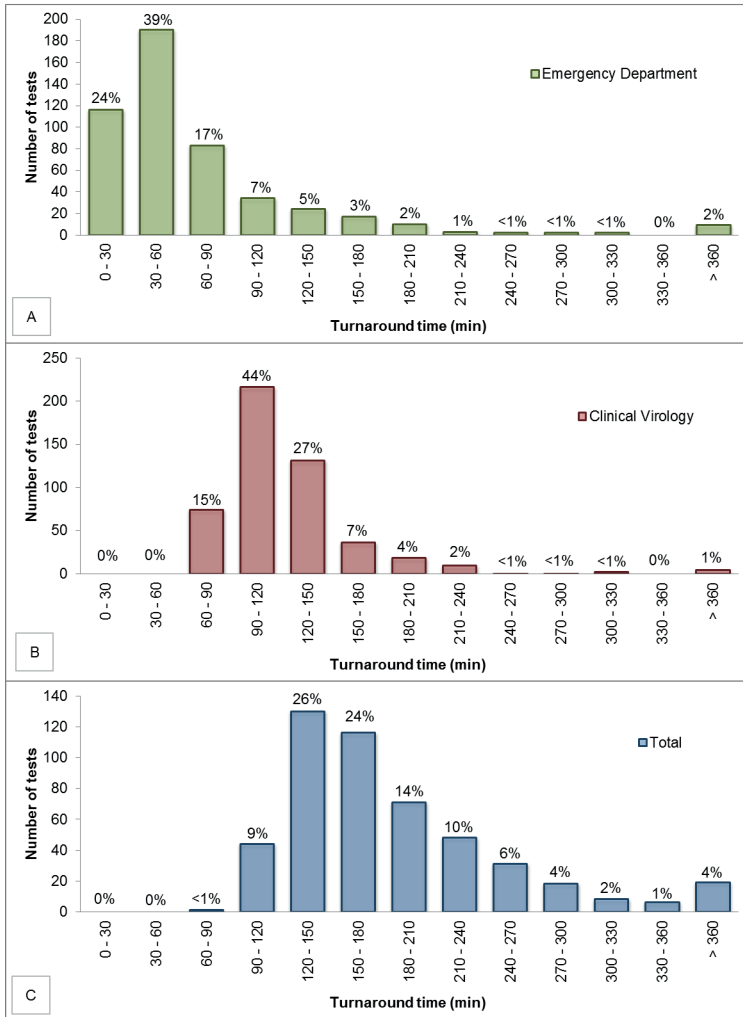 Number of tests
200
180
160
140
120
100
80
60
40
20
0
24%
39%
17%
7%
5%
3%
2%
1%
<1%
<1%
<1%
0%
2%
Emergency Department
0 - 30
30 - 60
60 - 90
90 - 120
120 - 150
150 - 180
180 - 210
210 - 240
240 - 270
270 - 300
300 - 330
330 - 360
> 360
Turnaround time (min)
A
Number of tests
250
200
150
100
50
0
0%
0%
15%
44%
27%
7%
4%
2%
<1%
<1%
<1%
0%
1%
Clinical Virology
0 - 30
30 - 60
60 - 90
90 - 120
120 - 150
150 - 180
180 - 210
210 - 240
240 - 270
270 - 300
300 - 330
330 - 360
> 360
Turnaround time (min)
B
Number of tests
140
120
100
80
60
40
20
0
0%
0%
<1%
9%
26%
24%
14%
10%
6%
4%
2%
1%
4%
Total
0 - 30
30 - 60
60 - 90
90 - 120
120 - 150
150 - 180
180 - 210
210 - 240
240 - 270
270 - 300
300 - 330
330 - 360
> 360
Turnaround time (min)
C